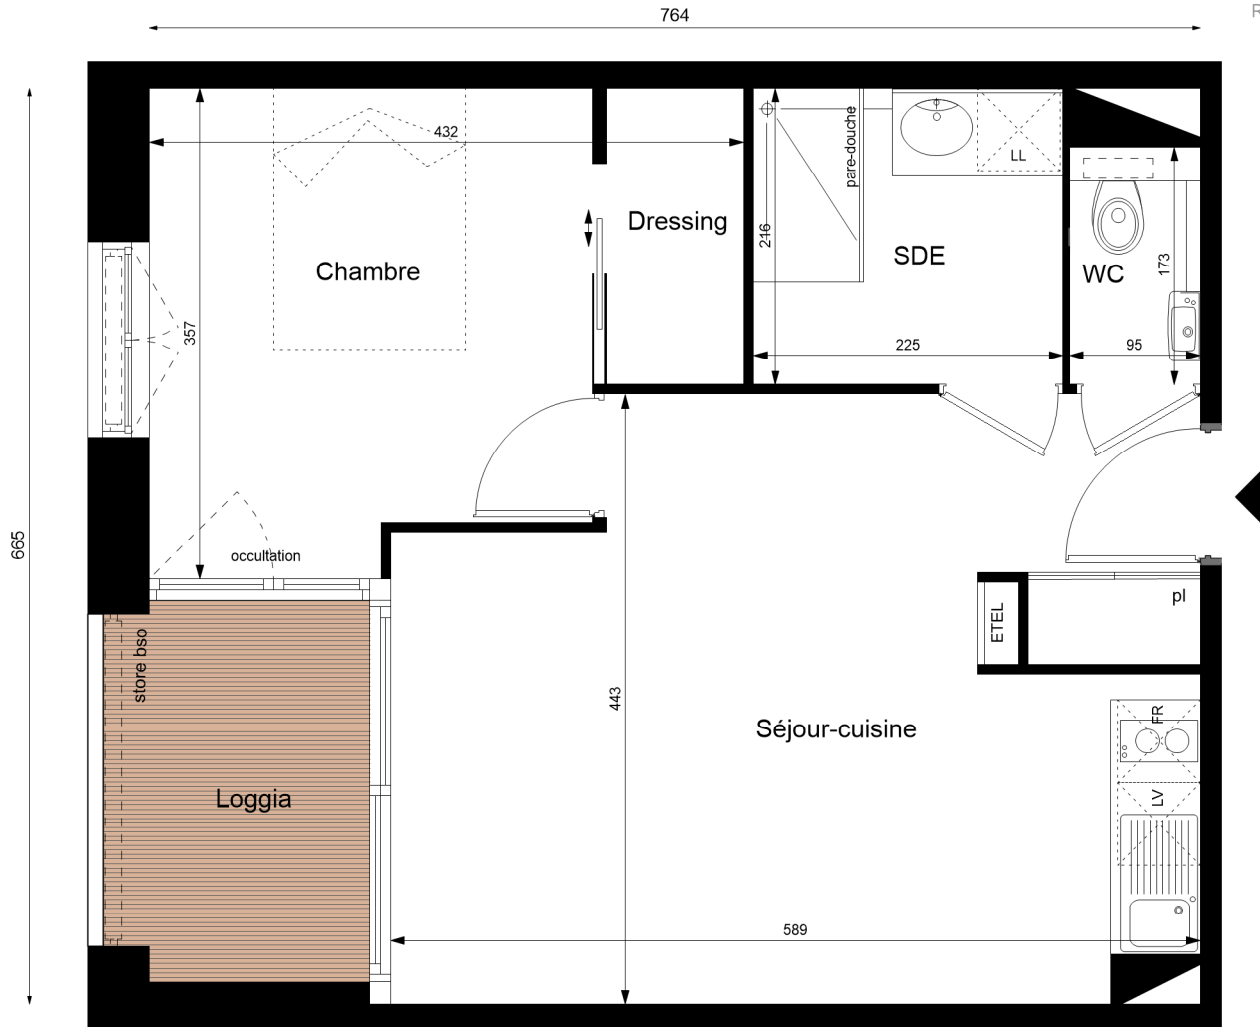 764
R
432
pare-douche
LL
Dressing
216
SDE
Chambre
WC
173
357
225
95
665
occultation
ETEL
pl
store bso
443
FR
Séjour-cuisine
LV
Loggia
589